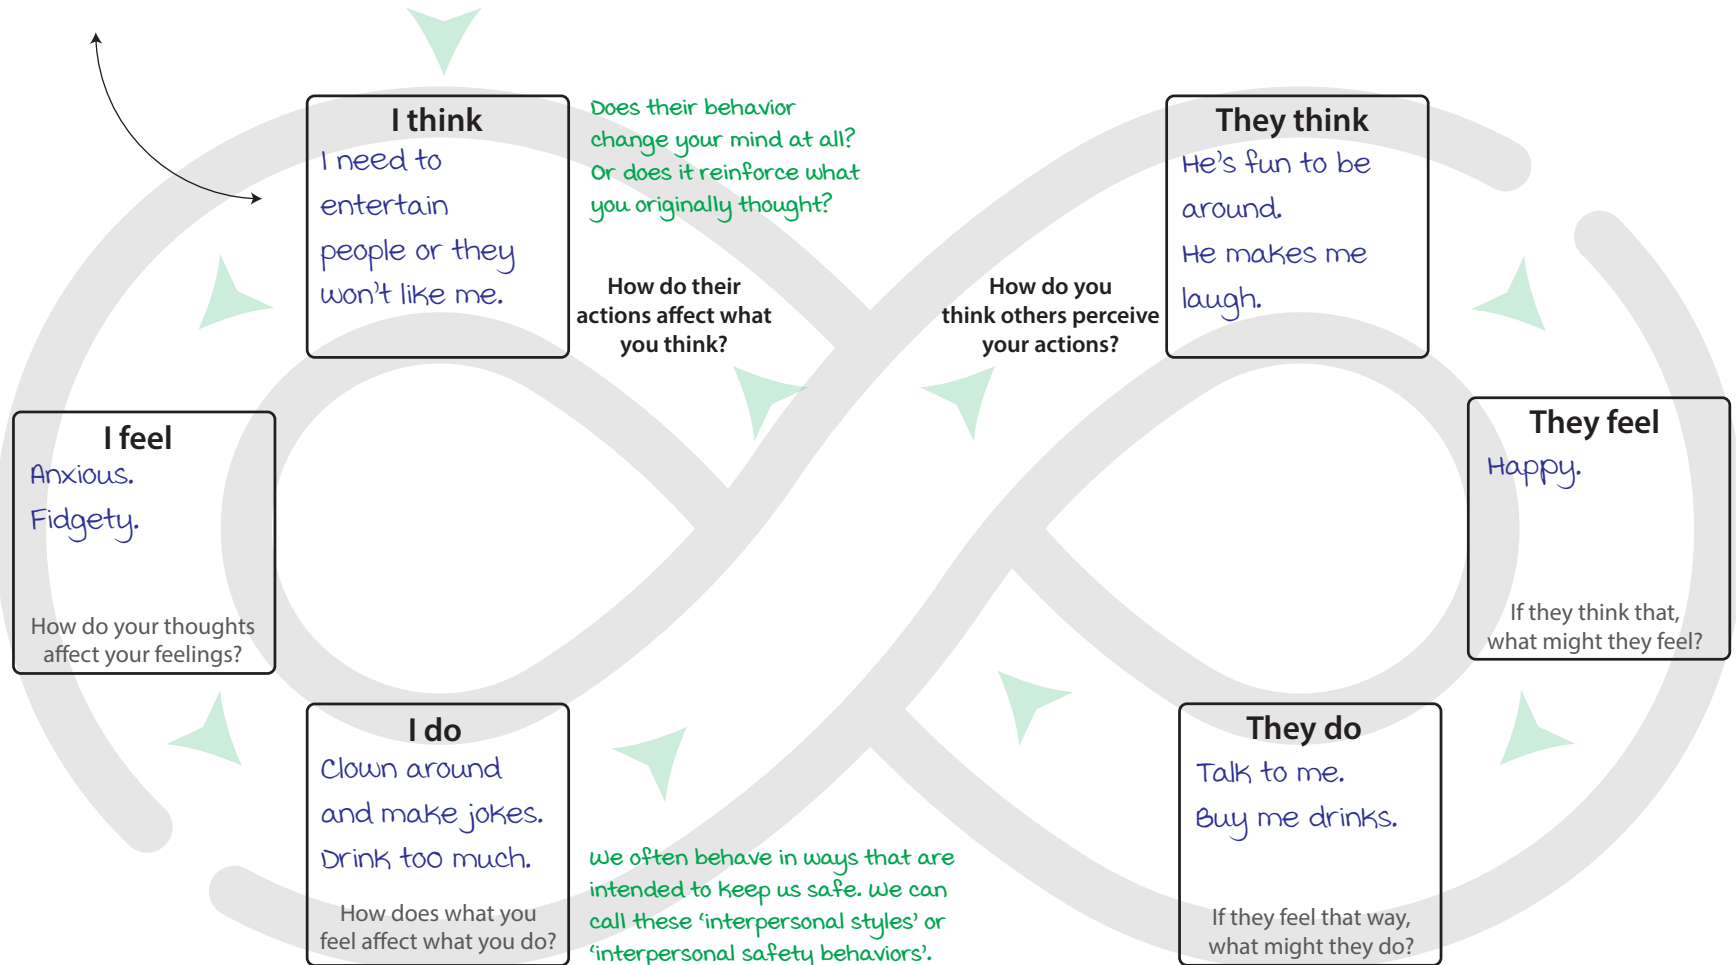 I think
I need to
entertain
people or they
won't like me.
Does their behavior
change your mind at all?
Or does it reinforce what
you originally thought?
How do their
actions affect what
you think?
How do you
think others perceive
your actions?
They think
He's fun to be
around.
He makes me
laugh.
I feel
Anxious.
Fidgety.
How do your thoughts
affect your feelings?
They feel
Happy.
If they think that,
what might they feel?
I do
Clown around
and make jokes.
Drink too much.
How does what you
feel affect what you do?
We often behave in ways that are
intended to keep us safe. We can
call these ‘interpersonal styles’ or
‘interpersonal safety behaviors’.
They do
Talk to me.
Buy me drinks.
If they feel that way,
what might they do?